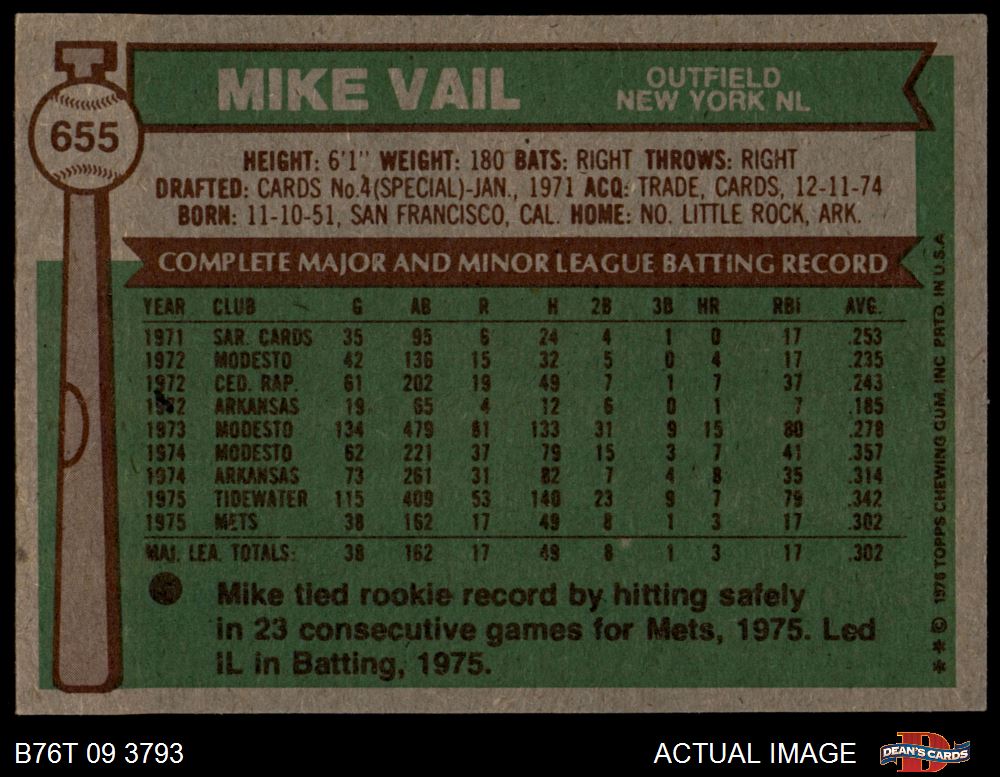 655
MIKE VAIL
OUTFIELD
NEW YORK NL
HEIGHT: 6'1" WEIGHT: 180 BATS: RIGHT THROWS: RIGHT
DRAFTED: CARDS No.4(SPECIAL)-JAN., 1971 ACQ: TRADE, CARDS, 12-11-74
BORN: 11-10-51, SAN FRANCISCO, CAL. HOME: NO. LITTLE ROCK, ARK.
COMPLETE MAJOR AND MINOR LEAGUE BATTING RECORD
YEAR CLUB G AB R H 2B 3B HR RBI AVG.
1971 SAR. CARDS 35 95 6 24 4 1 0 17 .253
1972 MODESTO 42 136 15 32 5 0 4 17 .235
1972 CED. RAP. 61 202 19 49 7 1 7 37 .243
1972 ARKANSAS 19 65 4 12 6 0 1 7 .185
1973 MODESTO 134 479 81 133 31 9 15 80 .278
1974 MODESTO 62 221 37 79 15 3 7 41 .357
1974 ARKANSAS 73 261 31 82 7 4 8 35 .314
1975 TIDEWATER 115 409 53 140 23 9 7 79 .342
1975 METS 38 162 17 49 8 1 3 17 .302
MAJ. LEA. TOTALS: 38 162 17 49 8 1 3 17 .302
Mike tied rookie record by hitting safely
in 23 consecutive games for Mets, 1975. Led
IL in Batting, 1975.
** © 1976 TOPPS CHEWING GUM, INC. PRTD. IN U.S.A.
B76T 09 3793
ACTUAL IMAGE
D
DEAN'S CARDS